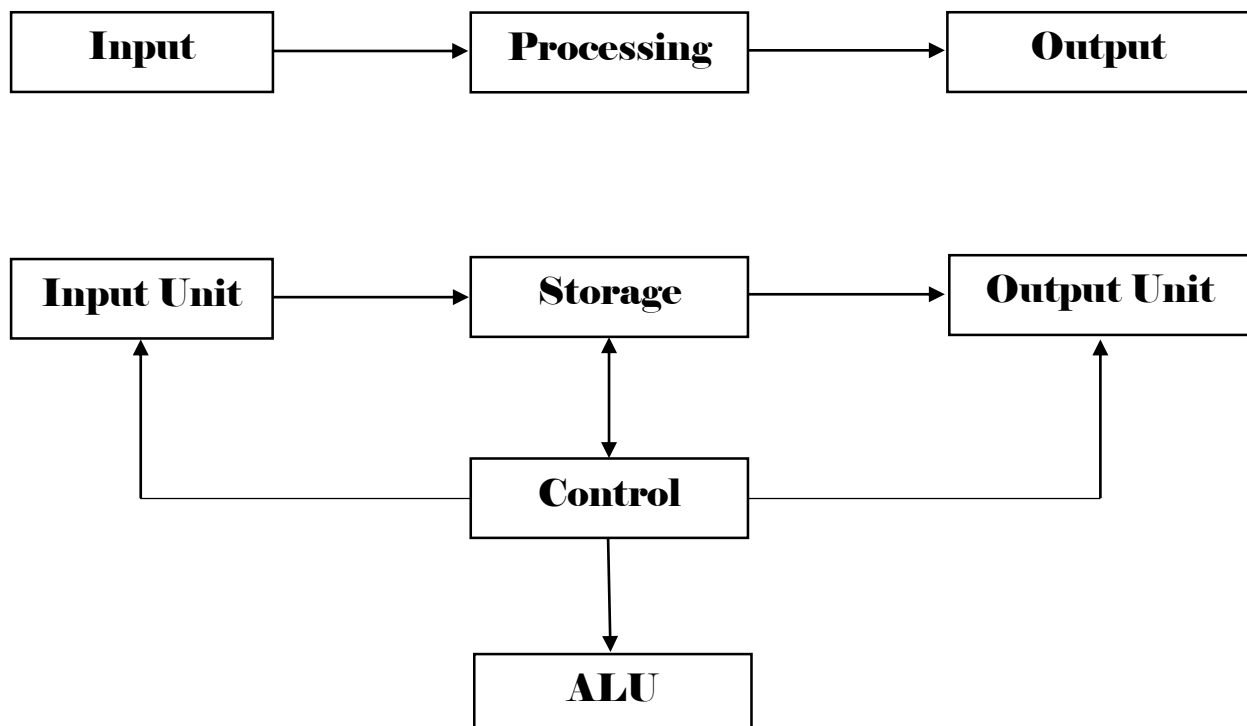 Input
Processing
Output
Input Unit
Storage
Output Unit
Control
ALU